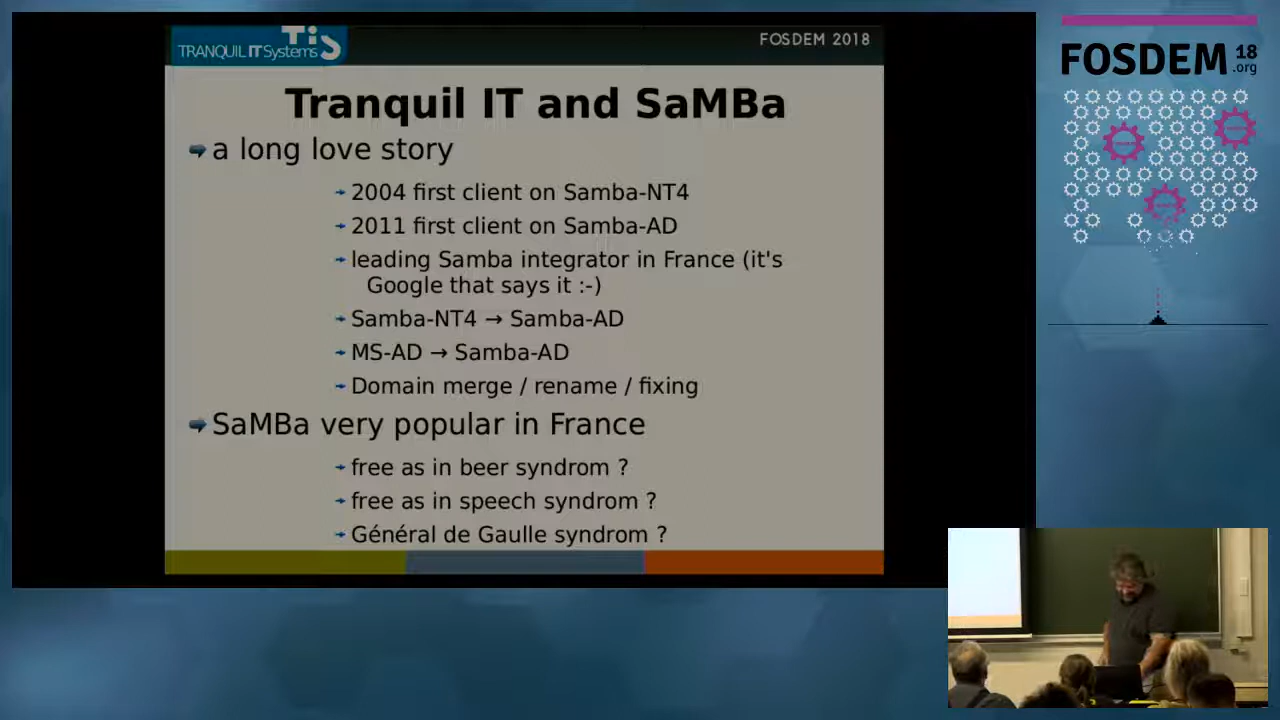 TRANQUIL IT Systems TIS
FOSDEM 2018
Tranquil IT and SaMBa
a long love story
2004 first client on Samba-NT4
2011 first client on Samba-AD
leading Samba integrator in France (it's
Google that says it :-)
Samba-NT4 → Samba-AD
MS-AD → Samba-AD
Domain merge / rename / fixing
SaMBa very popular in France
free as in beer syndrom ?
free as in speech syndrom ?
Général de Gaulle syndrom ?
FOSDEM 18
.org